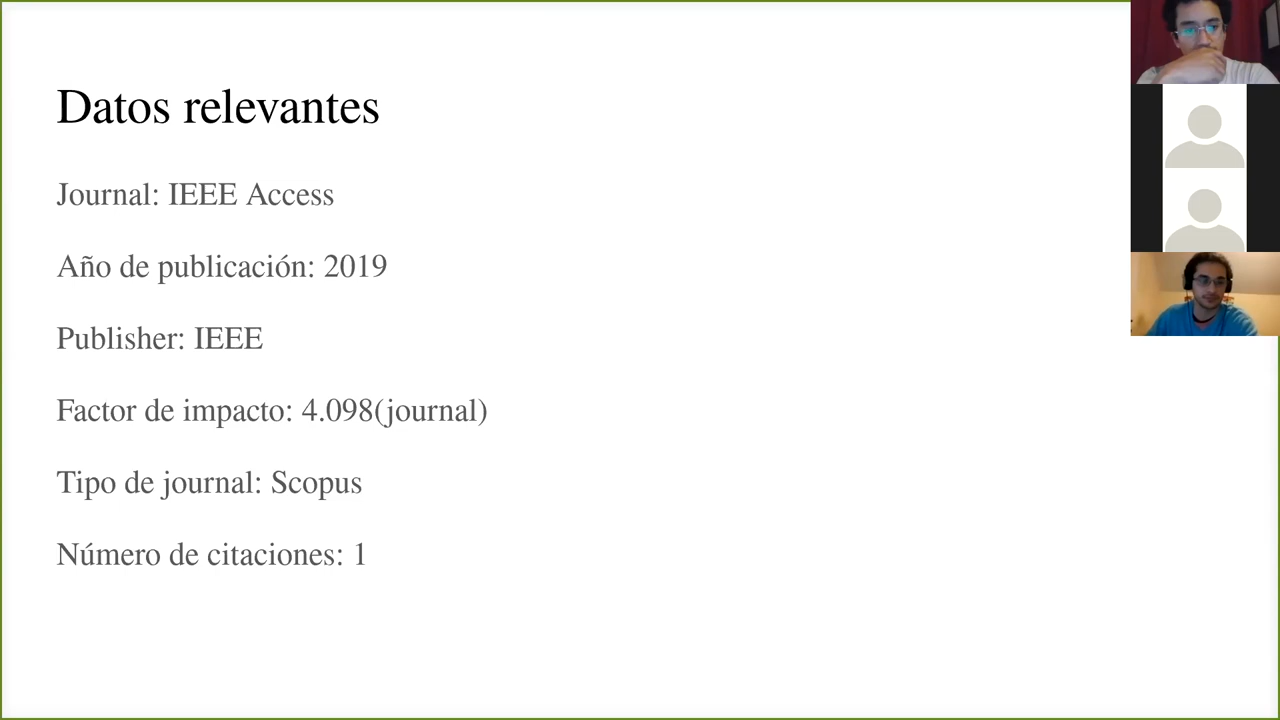 Datos relevantes
Journal: IEEE Access
Año de publicación: 2019
Publisher: IEEE
Factor de impacto: 4.098(journal)
Tipo de journal: Scopus
Número de citaciones: 1